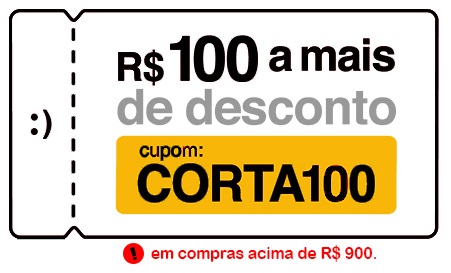 :)
R$ 100 a mais
de desconto
cupom:
CORTA100
! em compras acima de R$ 900.